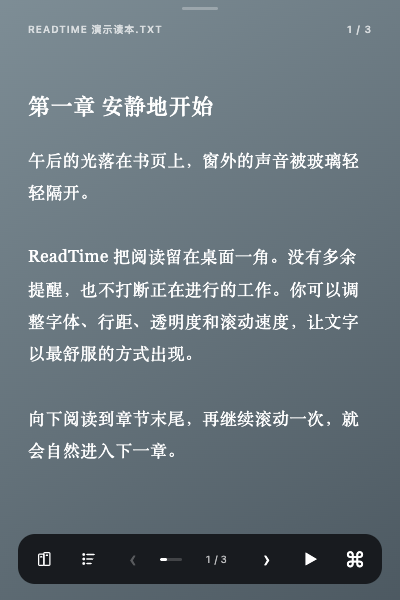 READTIME 演示读本.TXT
1 / 3
第一章 安静地开始
午后的光落在书页上，窗外的声音被玻璃轻
轻隔开。
ReadTime 把阅读留在桌面一角。没有多余
提醒，也不打断正在进行的工作。你可以调
整字体、行距、透明度和滚动速度，让文字
以最舒服的方式出现。
向下阅读到章节末尾，再继续滚动一次，就
会自然进入下一章。
1 / 3